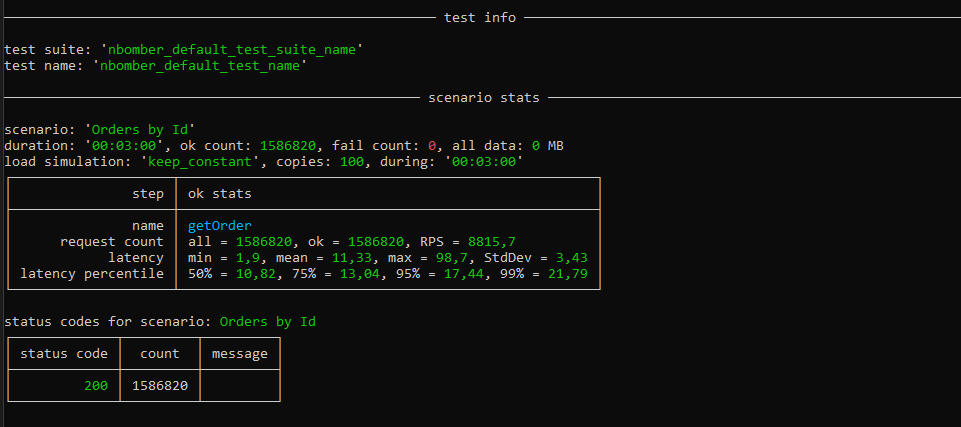 test info
test suite: 'nbomber_default_test_suite_name'
test name: 'nbomber_default_test_name'
scenario stats
scenario: 'Orders by Id'
duration: '00:03:00', ok count: 1586820, fail count: 0, all data: 0 MB
load simulation: 'keep_constant', copies: 100, during: '00:03:00'
step ok stats
name getOrder
request count all = 1586820, ok = 1586820, RPS = 8815,7
latency min = 1,9, mean = 11,33, max = 98,7, StdDev = 3,43
latency percentile 50% = 10,82, 75% = 13,04, 95% = 17,44, 99% = 21,79
status codes for scenario: Orders by Id
status code count message
200 1586820